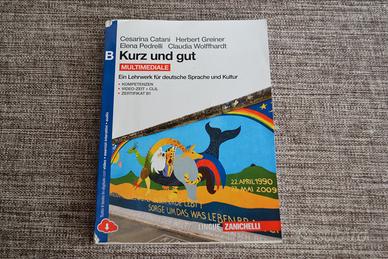 Cesarina Catani Herbert Greiner
Elena Pedrelli Claudia Wolffhardt
B Kurz und gut
MULTIMEDIALE
Ein Lehrwerk für deutsche Sprache und Kultur
• KOMPETENZEN
• VIDEO-ZEIT + CLIL
• ZERTIFIKAT B1
22.APRIL 1990
MAI 2009
SORGE UM DAS WAS
LINGUE ZANICHELLI